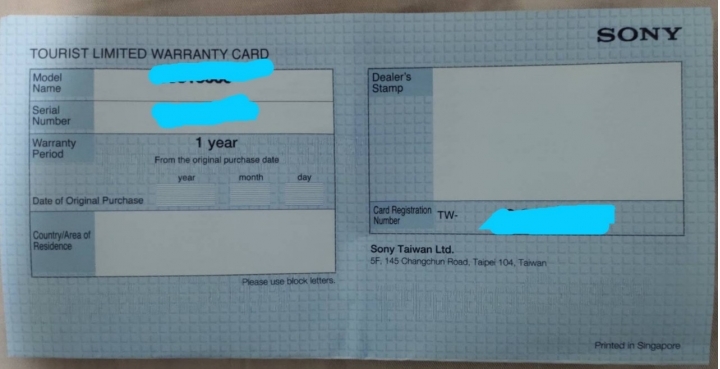 SONY
TOURIST LIMITED WARRANTY CARD
Model
Name
Serial
Number
Warranty
Period
1 year
From the original purchase date
year month day
Date of Original Purchase
Country/Area of
Residence
Please use block letters.
Dealer's
Stamp
Card Registration
Number
TW-
Sony Taiwan Ltd.
5F, 145 Changchun Road, Taipei 104, Taiwan
Printed in Singapore